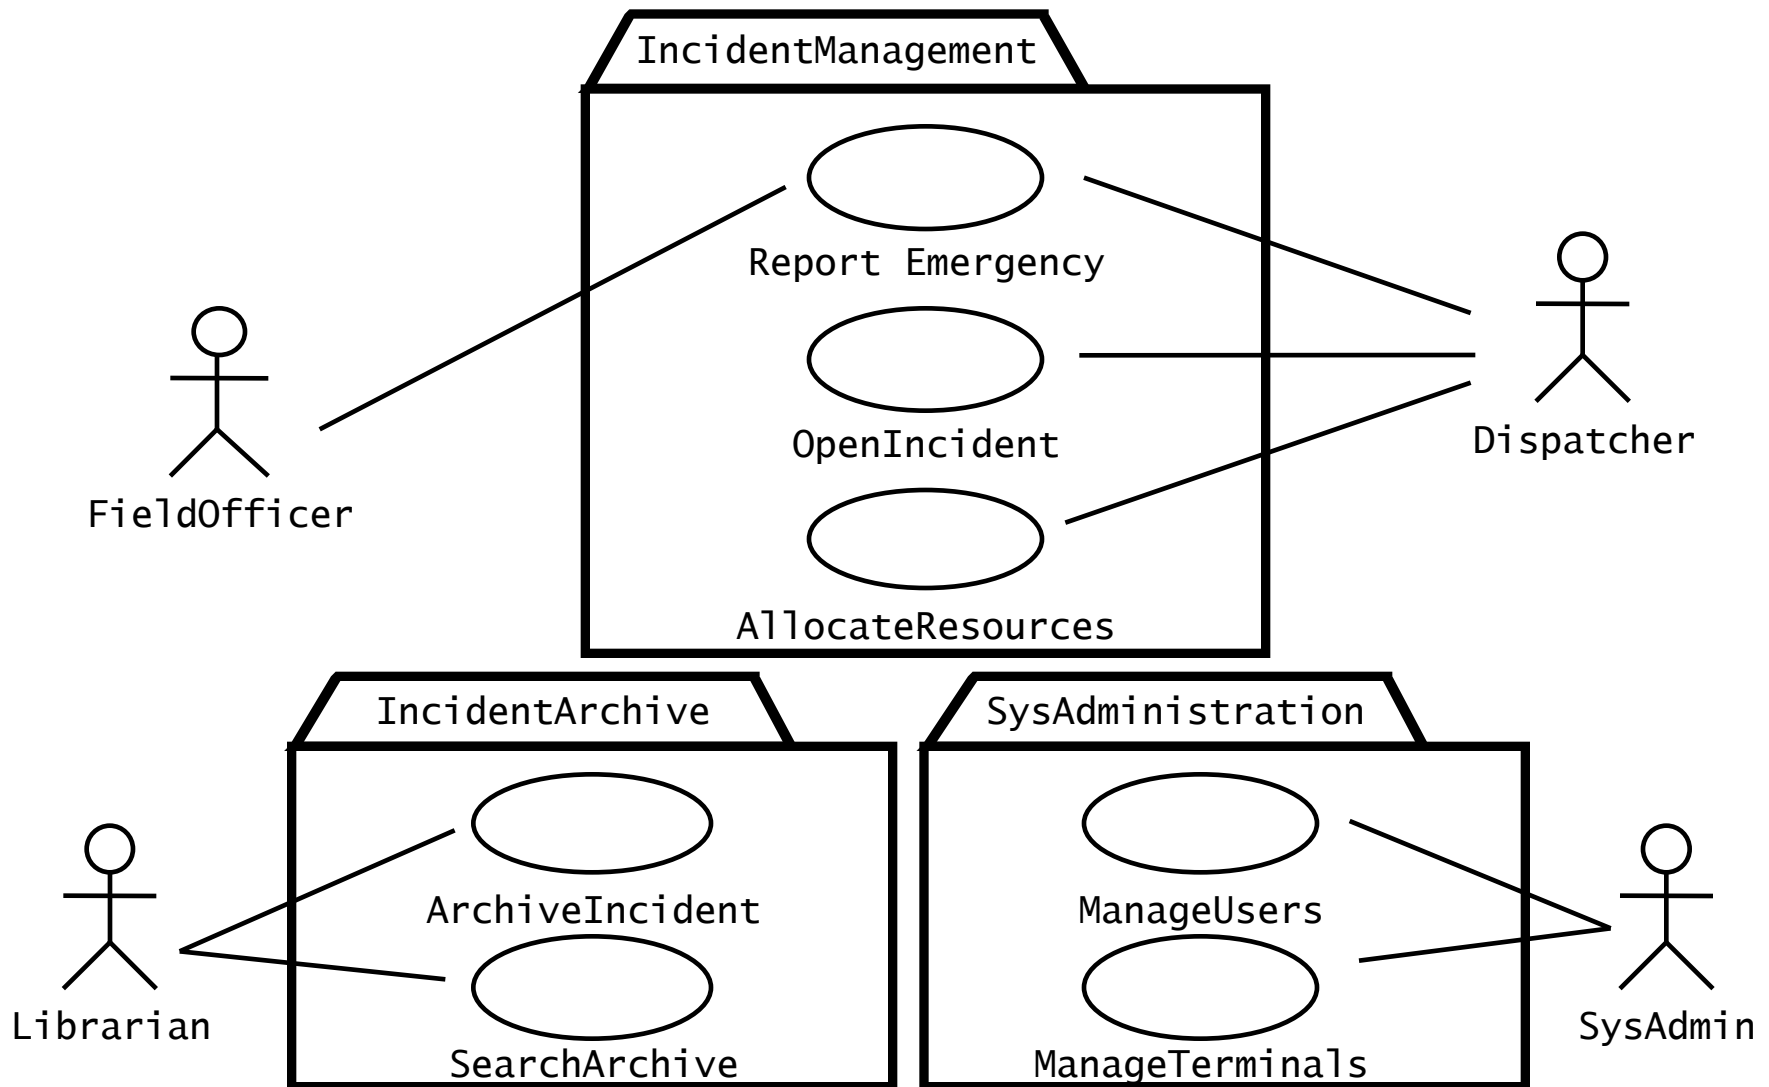 IncidentManagement
Report Emergency
OpenIncident
Dispatcher
FieldOfficer
AllocateResources
IncidentArchive
SysAdministration
ArchiveIncident
ManageUsers
Librarian
SysAdmin
SearchArchive
ManageTerminals